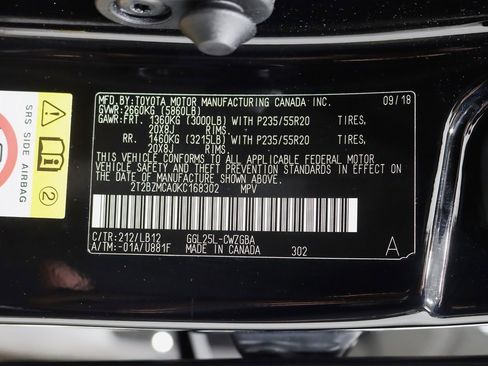 MFD.BY:TOYOTA MOTOR MANUFACTURING CANADA INC. 09/18
GVWR:2660KG (5860LB)
GAWR:FRT. 1360KG (3000LB) WITH P235/55R20 TIRES,
20X8J RIMS.
RR. 1460KG (3215LB) WITH P235/55R20 TIRES,
20X8J RIMS.
THIS VEHICLE CONFORMS TO ALL APPLICABLE FEDERAL MOTOR
VEHICLE SAFETY AND THEFT PREVENTION STANDARDS IN EFFECT ON
THE DATE OF MANUFACTURE SHOWN ABOVE.
2T2BZMCA0KC168302 MPV
C/TR:212/LB12 GGL25L-CWZGBA
A/TM:-01A/U881F MADE IN CANADA 302 A
SRS SIDE AIRBAG
2
2